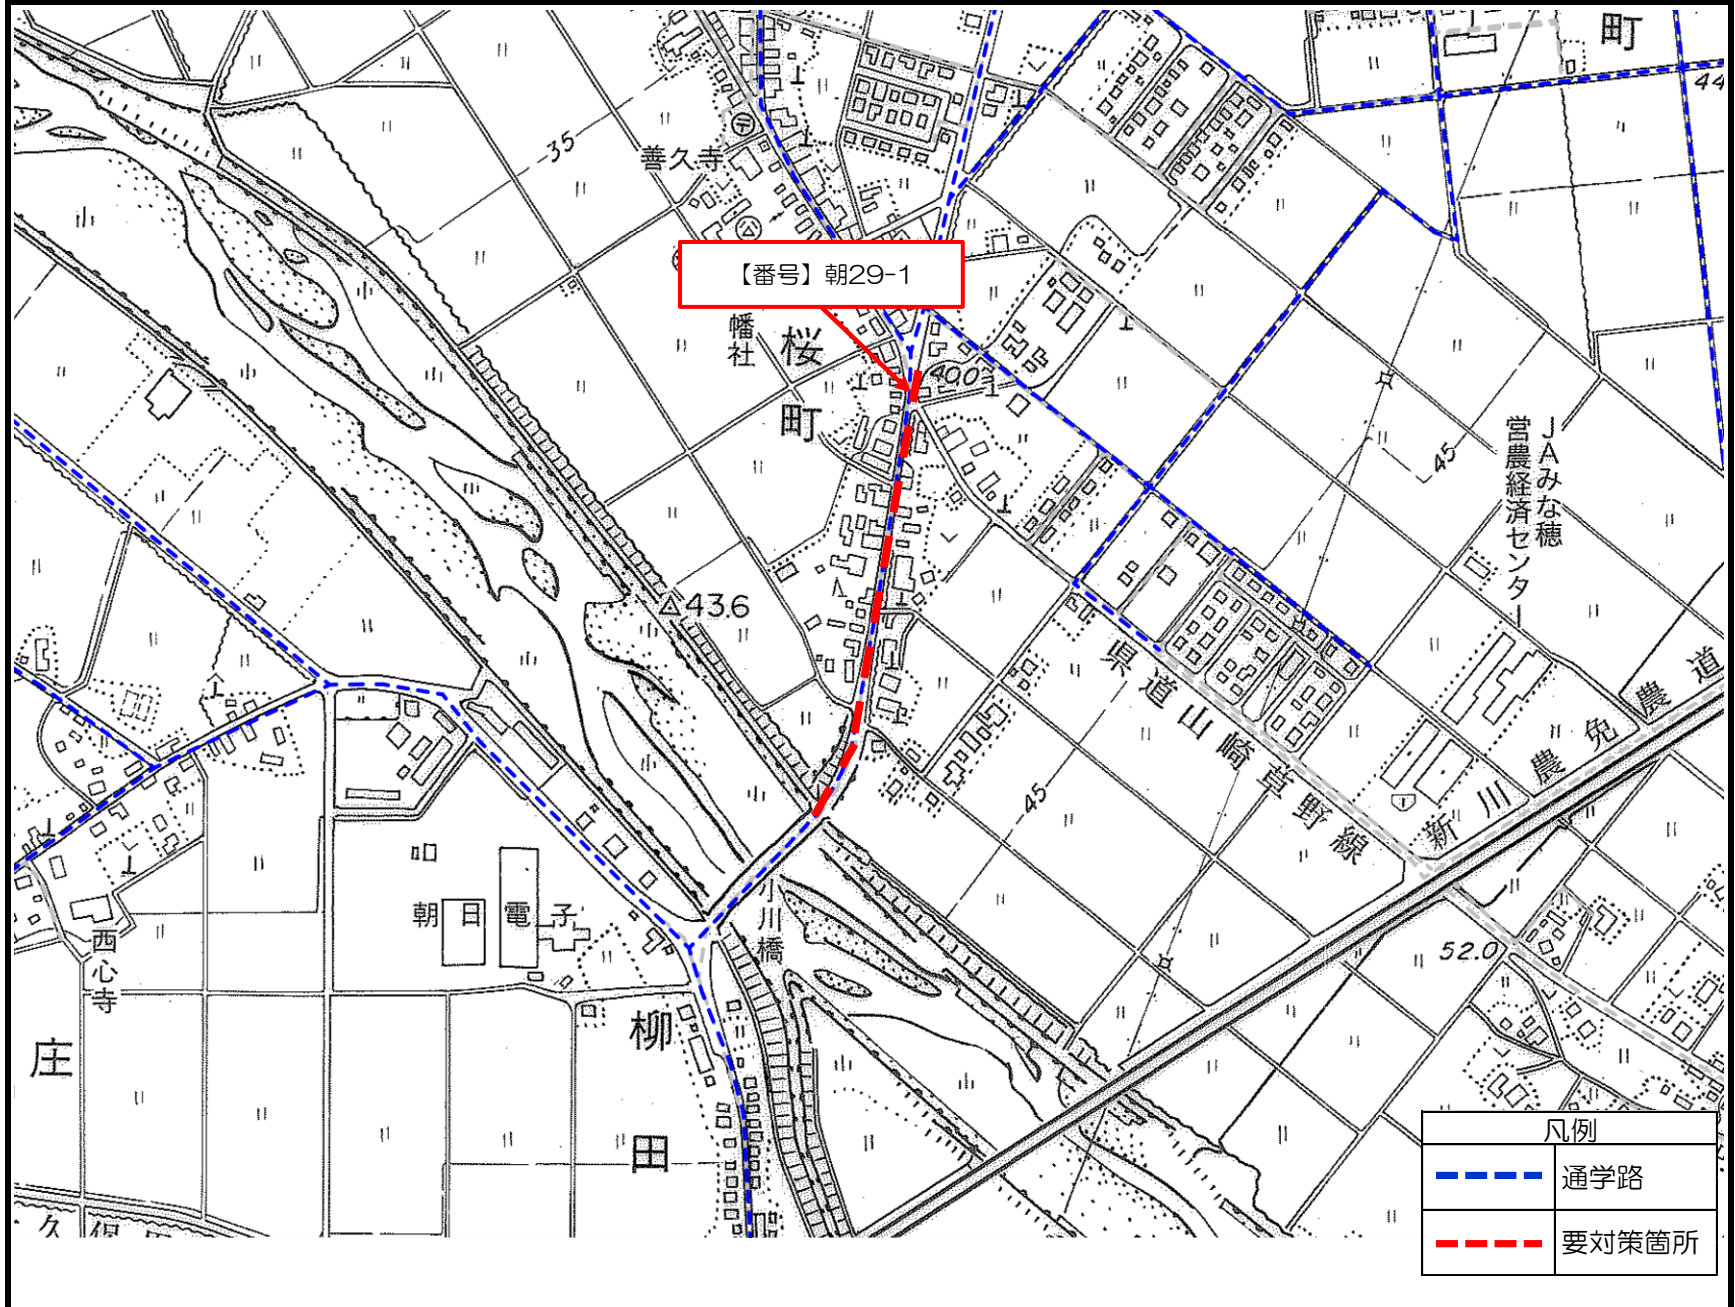 町
44
35
善久寺
【番号】朝29-1
幡社
桜町
40.0
45
JAみな穂
営農経済センター
43.6
県道山崎草野線
新川農免農道
45
小川橋
朝日電子
西心寺
52.0
柳田
庄
凡例
通学路
要対策箇所